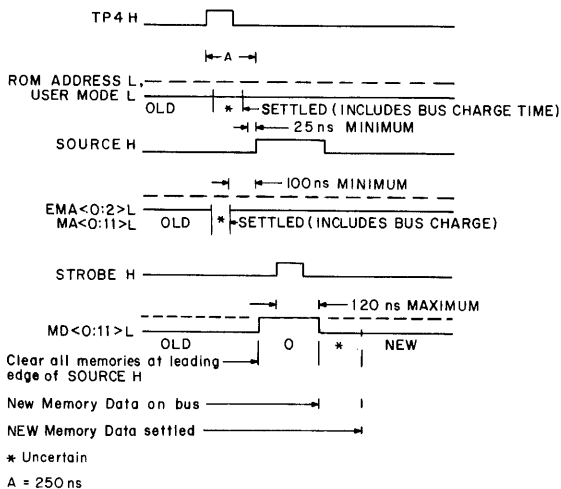 TP4 H
A
ROM ADDRESS L,
USER MODE L
OLD * SETTLED (INCLUDES BUS CHARGE TIME)
25ns MINIMUM
SOURCE H
100ns MINIMUM
EMA<0:2>L
MA<0:11>L OLD * SETTLED (INCLUDES BUS CHARGE)
STROBE H
120 ns MAXIMUM
MD<0:11>L
OLD 0 * NEW
Clear all memories at leading
edge of SOURCE H
New Memory Data on bus
NEW Memory Data settled
* Uncertain
A = 250 ns